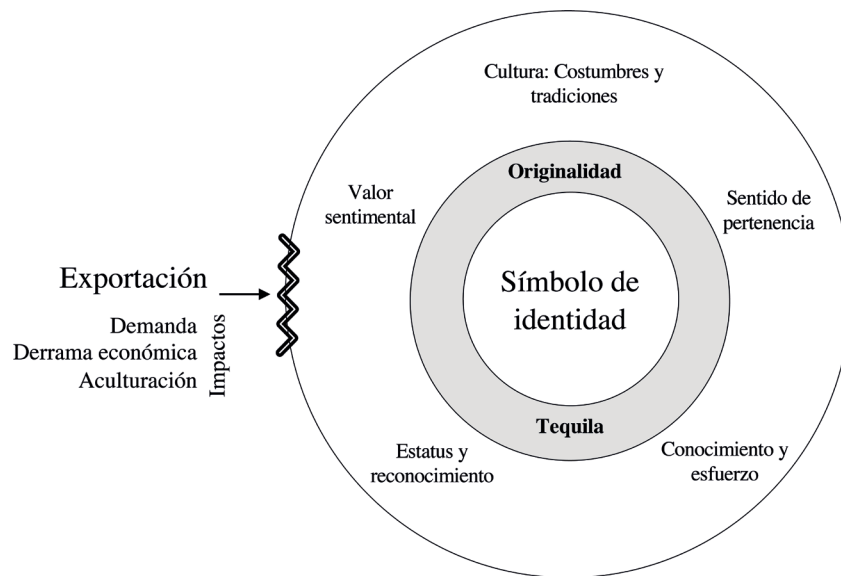 Cultura: Costumbres y
tradiciones
Originalidad
Valor
sentimental
Sentido de
pertenencia
Exportación
Demanda
Derrama económica
Aculturación
Impactos
Símbolo de
identidad
Tequila
Estatus y
reconocimiento
Conocimiento y
esfuerzo